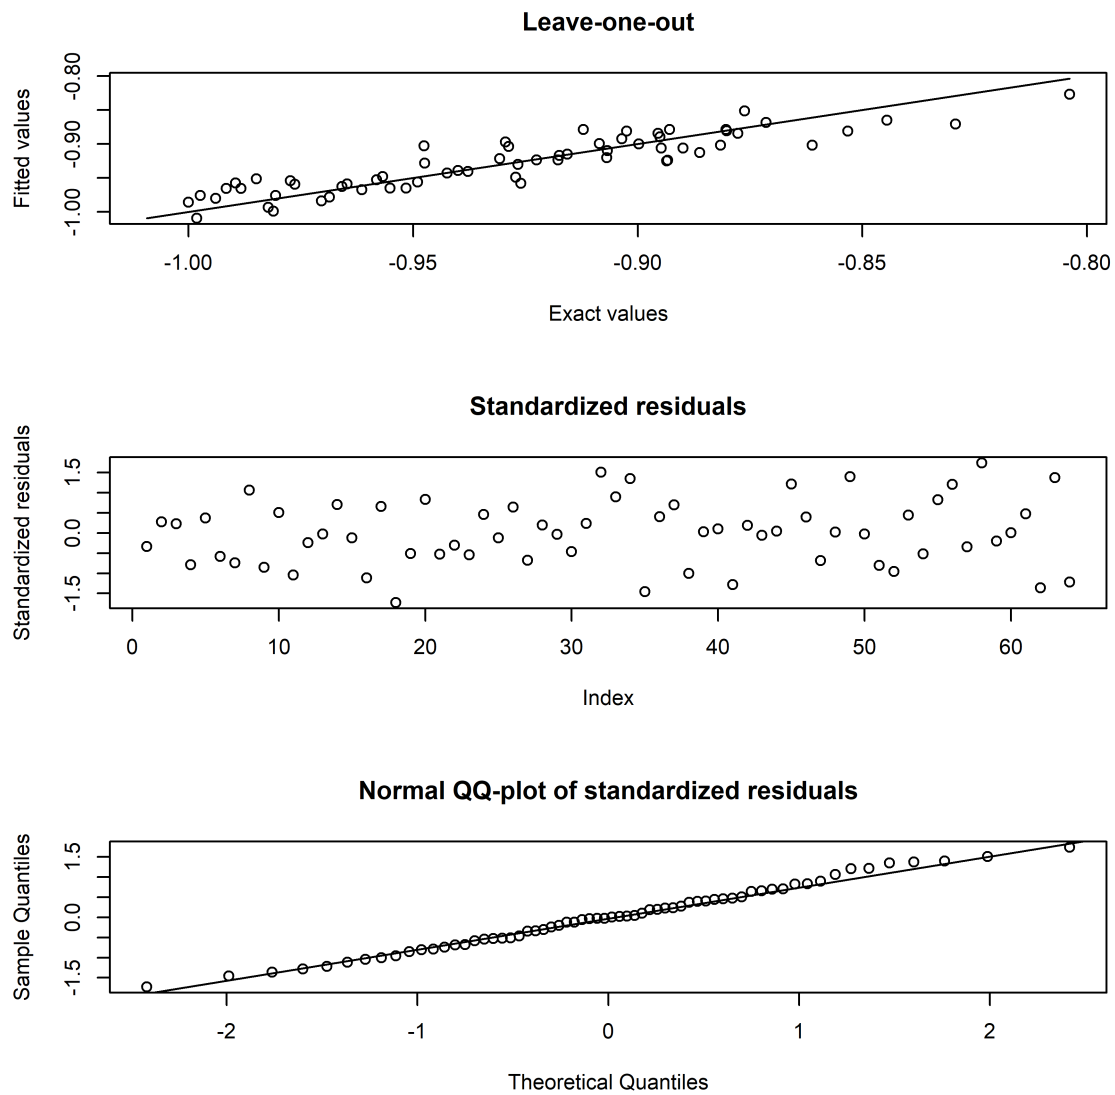 Leave-one-out
Fitted values
-0.80
-0.90
-1.00
-1.00 -0.95 -0.90 -0.85 -0.80
Exact values
Standardized residuals
Standardized residuals
1.5
0.0
-1.5
0 10 20 30 40 50 60
Index
Normal QQ-plot of standardized residuals
Sample Quantiles
1.5
0.0
-1.5
-2 -1 0 1 2
Theoretical Quantiles